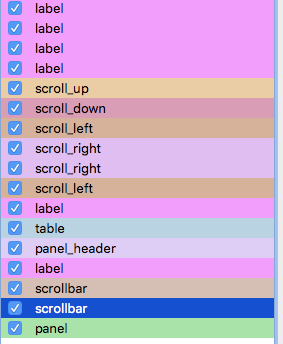 label
label
label
label
scroll_up
scroll_down
scroll_left
scroll_right
scroll_right
scroll_left
label
table
panel_header
label
scrollbar
scrollbar
panel